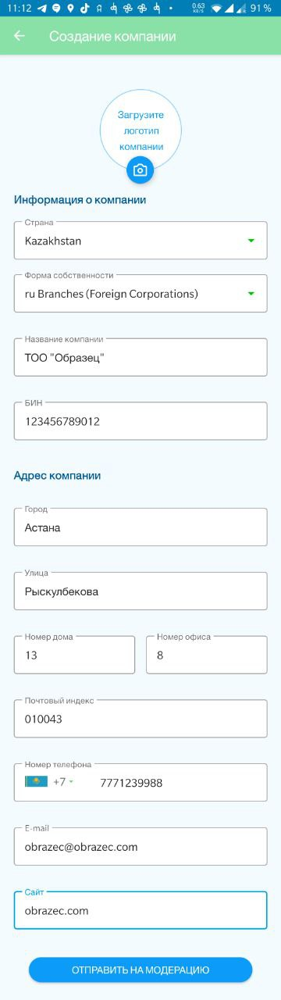 11:12
0.63
КБ/S
91 %
Создание компании
Загрузите
логотип
компании
Информация о компании
Страна
Kazakhstan
Форма собственности
ru Branches (Foreign Corporations)
Название компании
ТОО "Образец"
БИН
123456789012
Адрес компании
Город
Астана
Улица
Рыскулбекова
Номер дома
13
Номер офиса
8
Почтовый индекс
010043
Номер телефона
+7
7771239988
E-mail
obrazec@obrazec.com
Сайт
obrazec.com
ОТПРАВИТЬ НА МОДЕРАЦИЮ